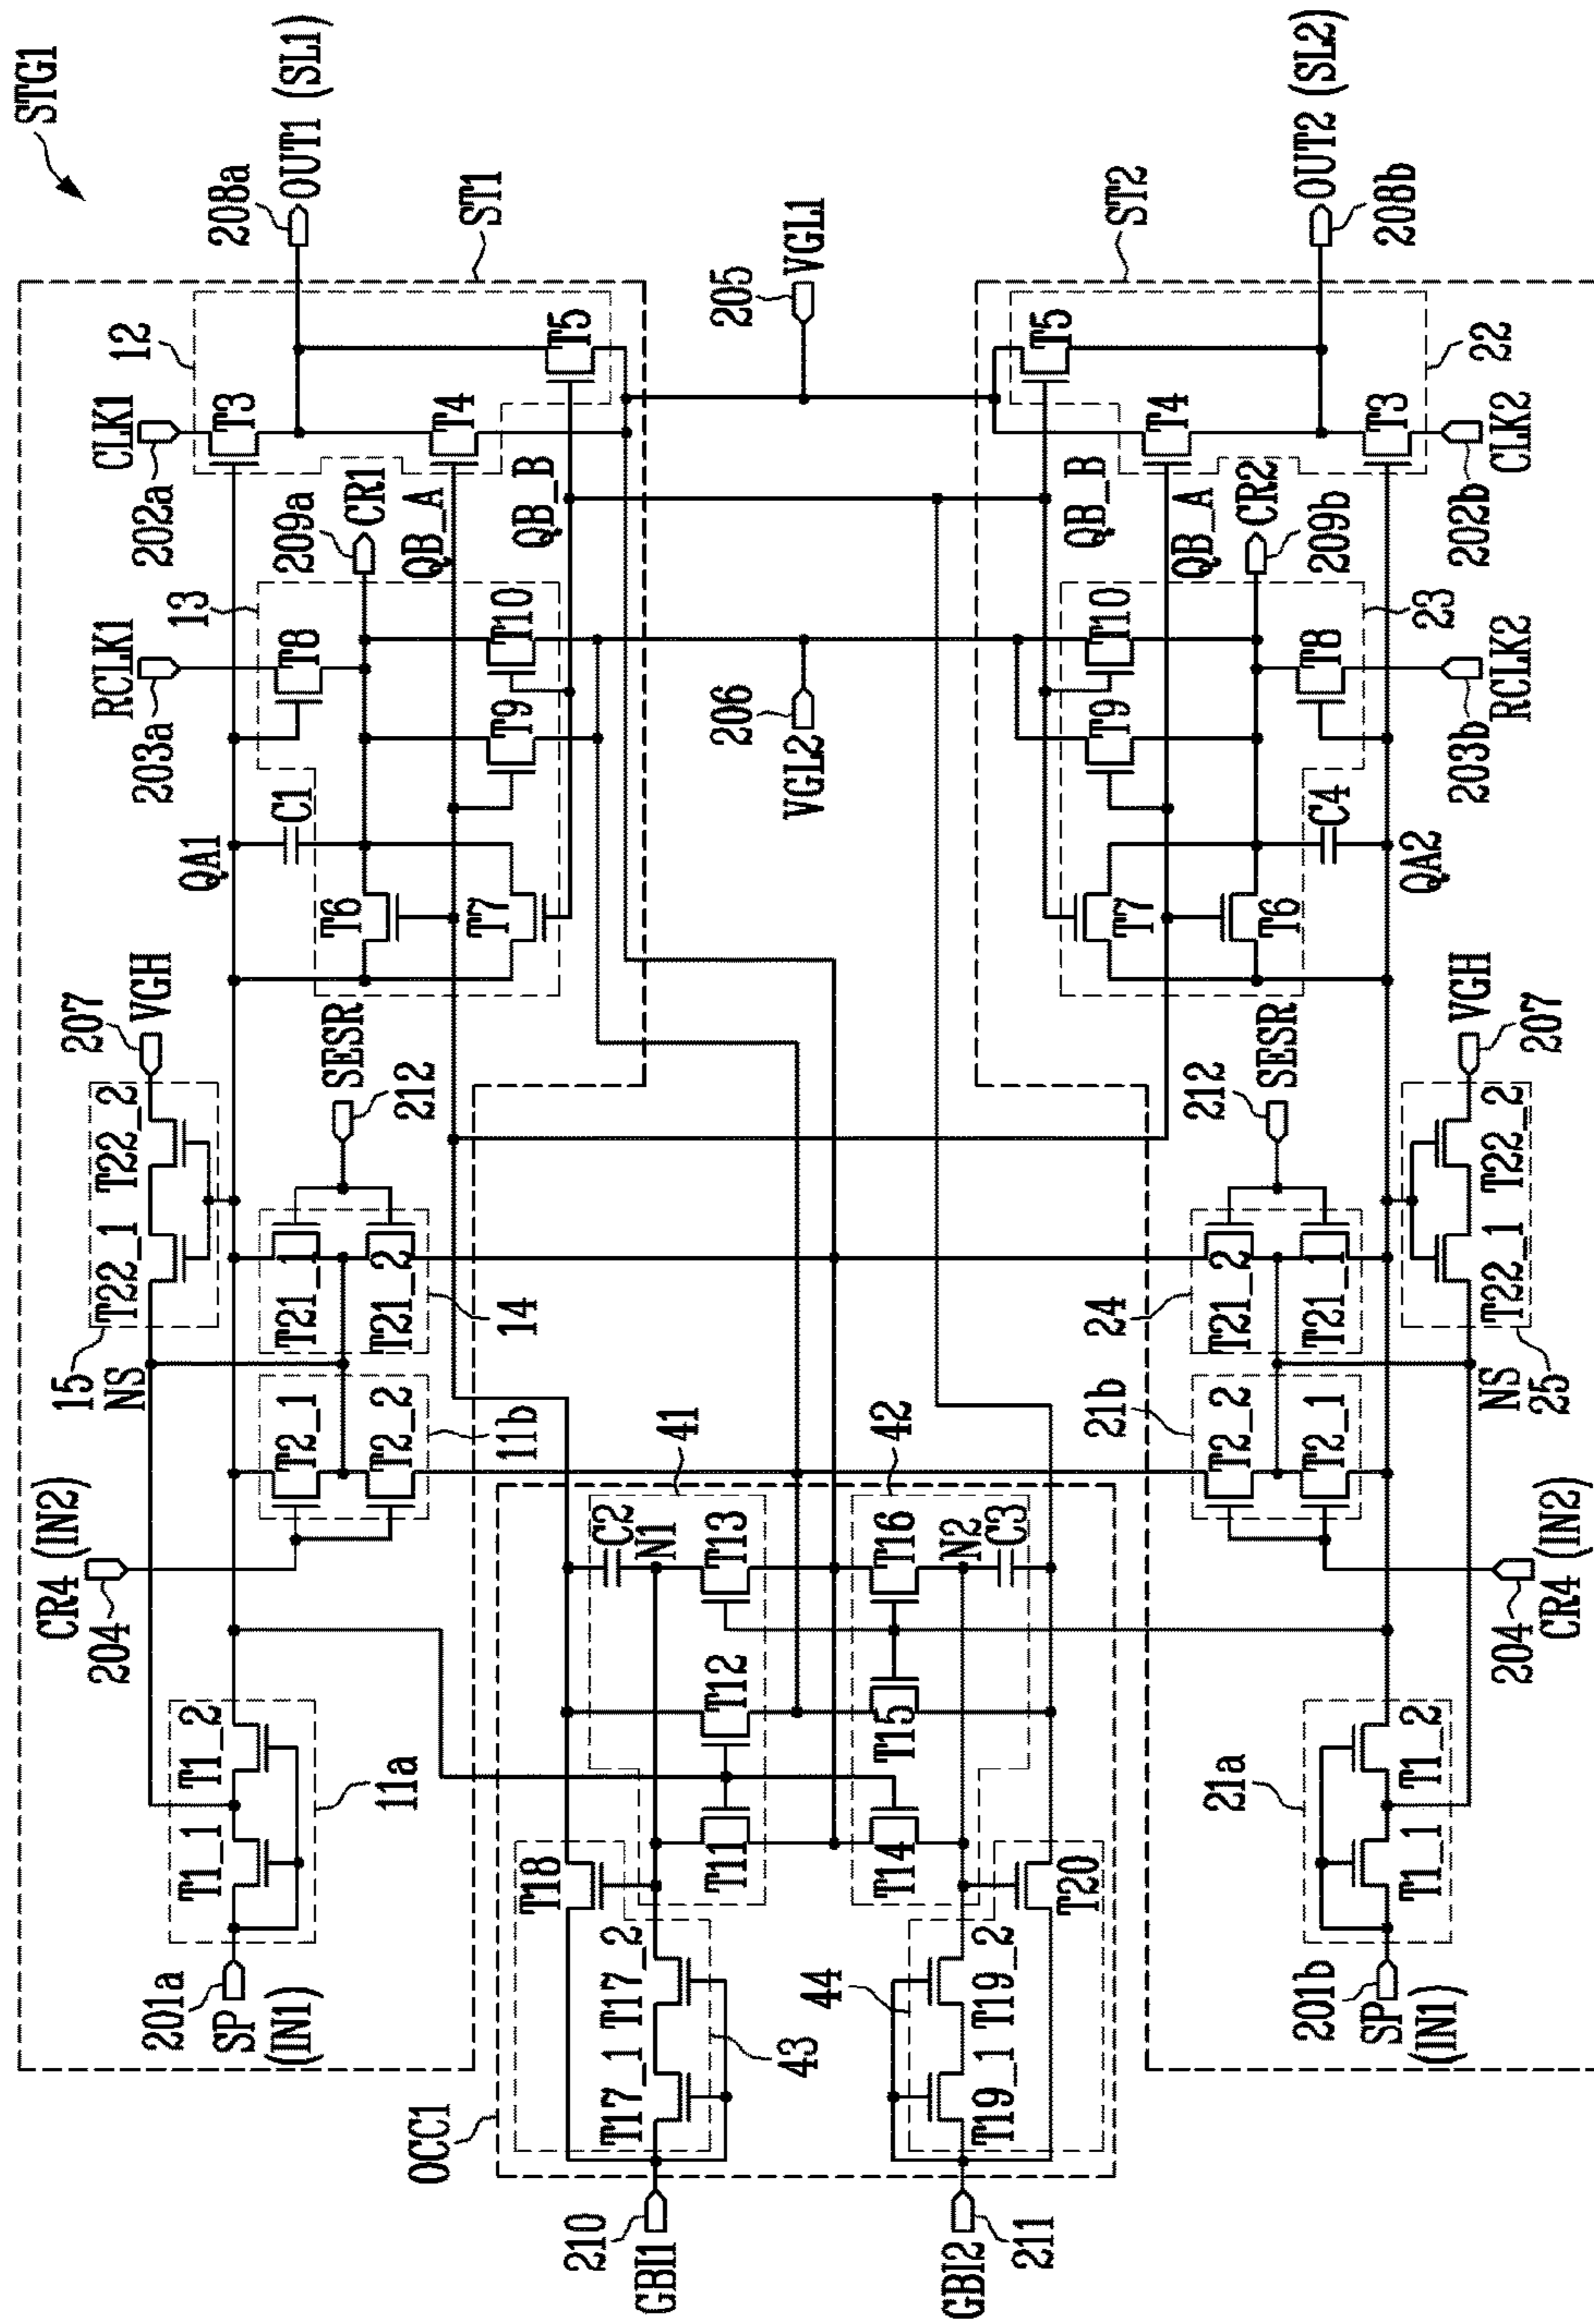 STG1
CLK1
202a
208a
OUT1 (SL1)
12
T3
T4
T5
ST1
RCLK1
203a
13
T8
209a
CR1
QB_A
QB_B
T10
T9
QA1
C1
T6
T7
207
VGH
T22_2
T22_1
15
NS
SESR
212
T21_1
T21_2
14
CR4 (IN2)
204
T2_1
T2_2
11b
T1_2
T1_1
11a
201a
SP
(IN1)
205
VGL1
206
VGL2
OCC1
41
C2
N1
T13
T12
T11
T18
T17_2
T17_1
43
210
GBI1
42
T16
N2
C3
T15
T14
T20
T19_2
T19_1
44
211
GBI2
ST2
T5
T4
T3
22
OUT2 (SL2)
208b
QB_B
QB_A
CR2
209b
CLK2
202b
T10
T9
T8
23
RCLK2
203b
T7
T6
C4
QA2
SESR
212
VGH
207
T21_2
T21_1
24
T22_2
T22_1
NS
25
21b
T2_2
T2_1
204
CR4 (IN2)
21a
T1_2
T1_1
201b
SP
(IN1)